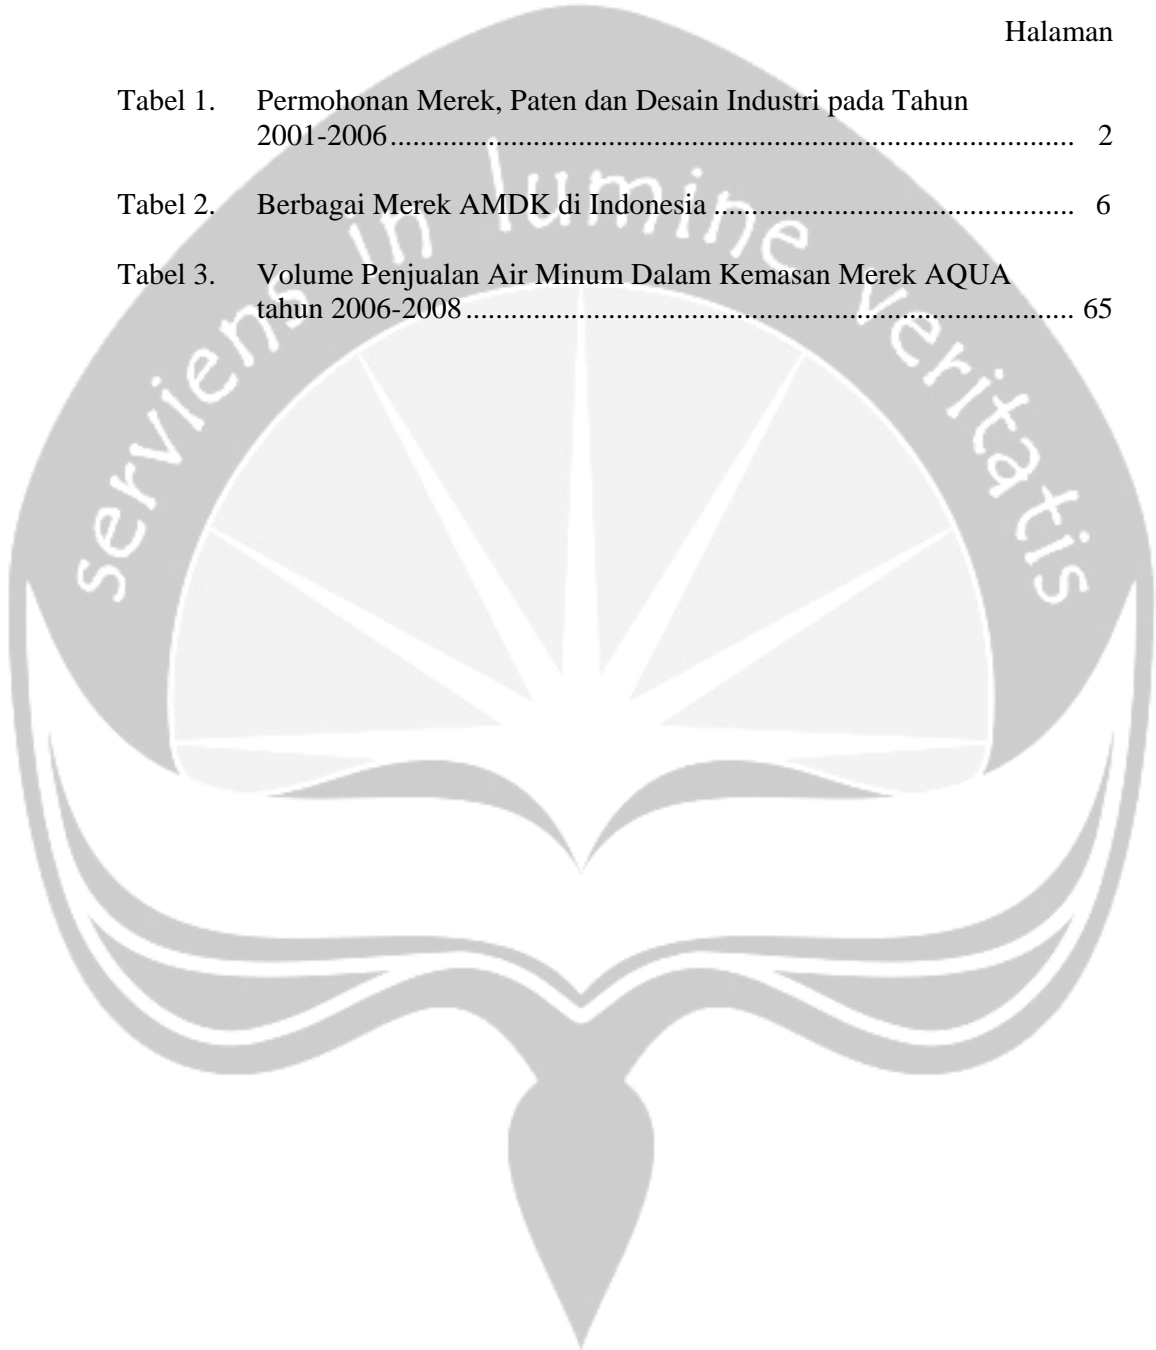 Halaman
Tabel 1. Permohonan Merek, Paten dan Desain Industri pada Tahun
2001-2006............................................................................................ 2
Tabel 2. Berbagai Merek AMDK di Indonesia ................................................ 6
Tabel 3. Volume Penjualan Air Minum Dalam Kemasan Merek AQUA
tahun 2006-2008................................................................................. 65
serviens in lumine veritatis